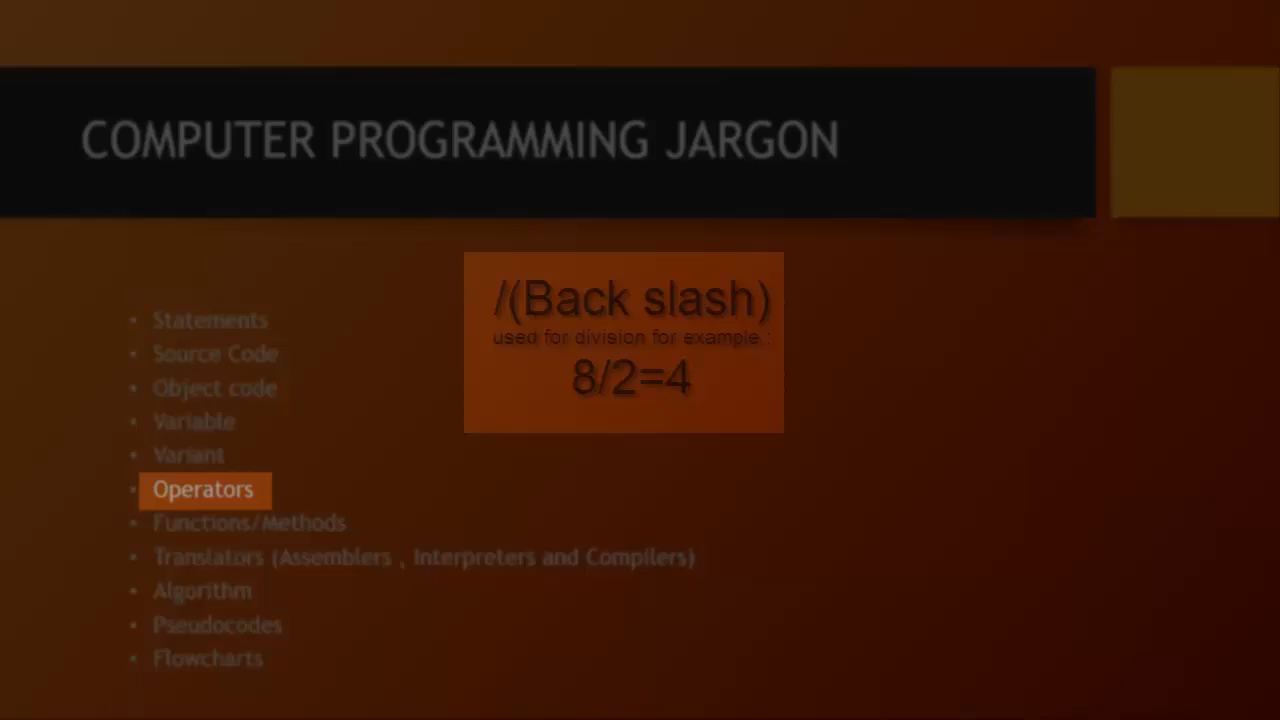 COMPUTER PROGRAMMING JARGON
/(Back slash)
used for division for example.:
8/2=4
• Statements
• Source Code
• Object code
• Variable
• Variant
• Operators
• Functions/Methods
• Translators (Assemblers , Interpreters and Compilers)
• Algorithm
• Pseudocodes
• Flowcharts